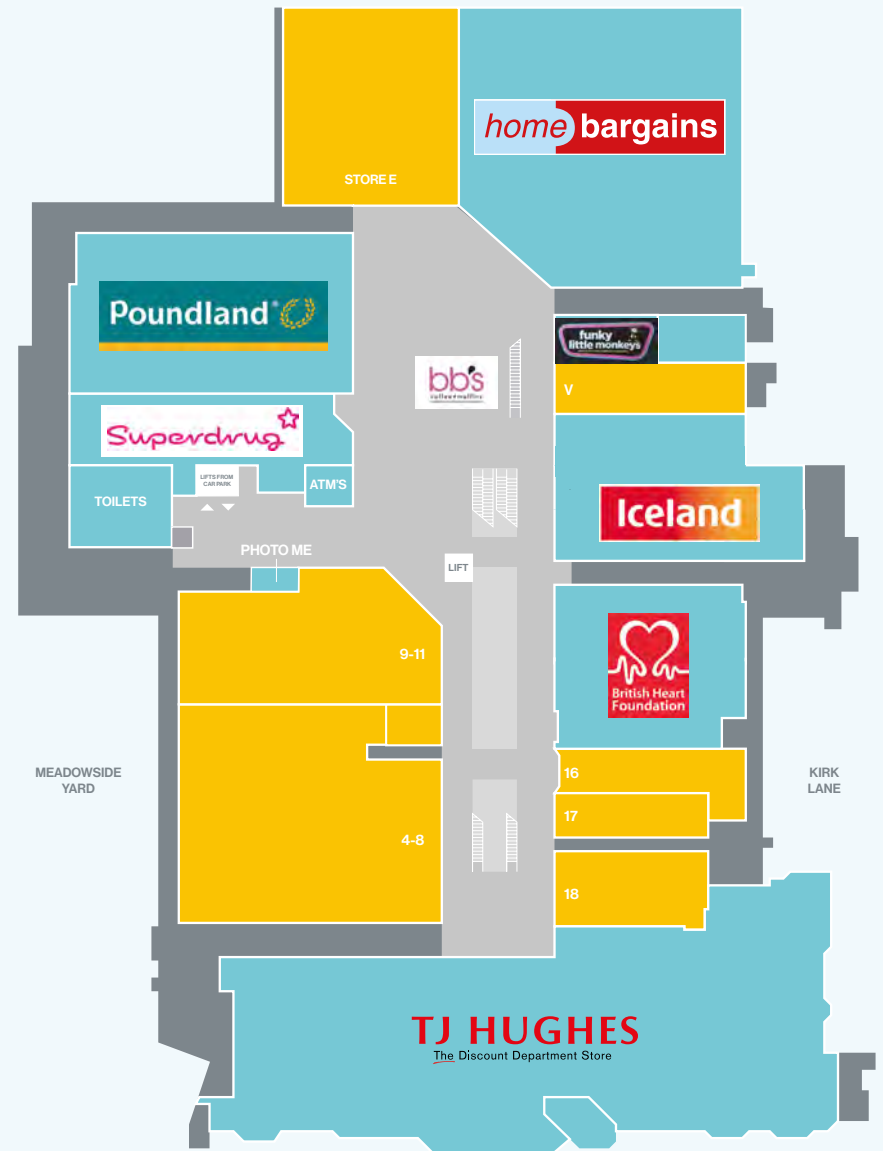 home bargains
STORE E
Poundland
funky
little monkeys
bb's
coffee+muffins
V
Superdrug
LIFTS FROM
CAR PARK
ATM'S
TOILETS
Iceland
PHOTO ME
LIFT
9-11
British Heart
Foundation
MEADOWSIDE
YARD
16
KIRK
LANE
17
4-8
18
TJ HUGHES
The Discount Department Store